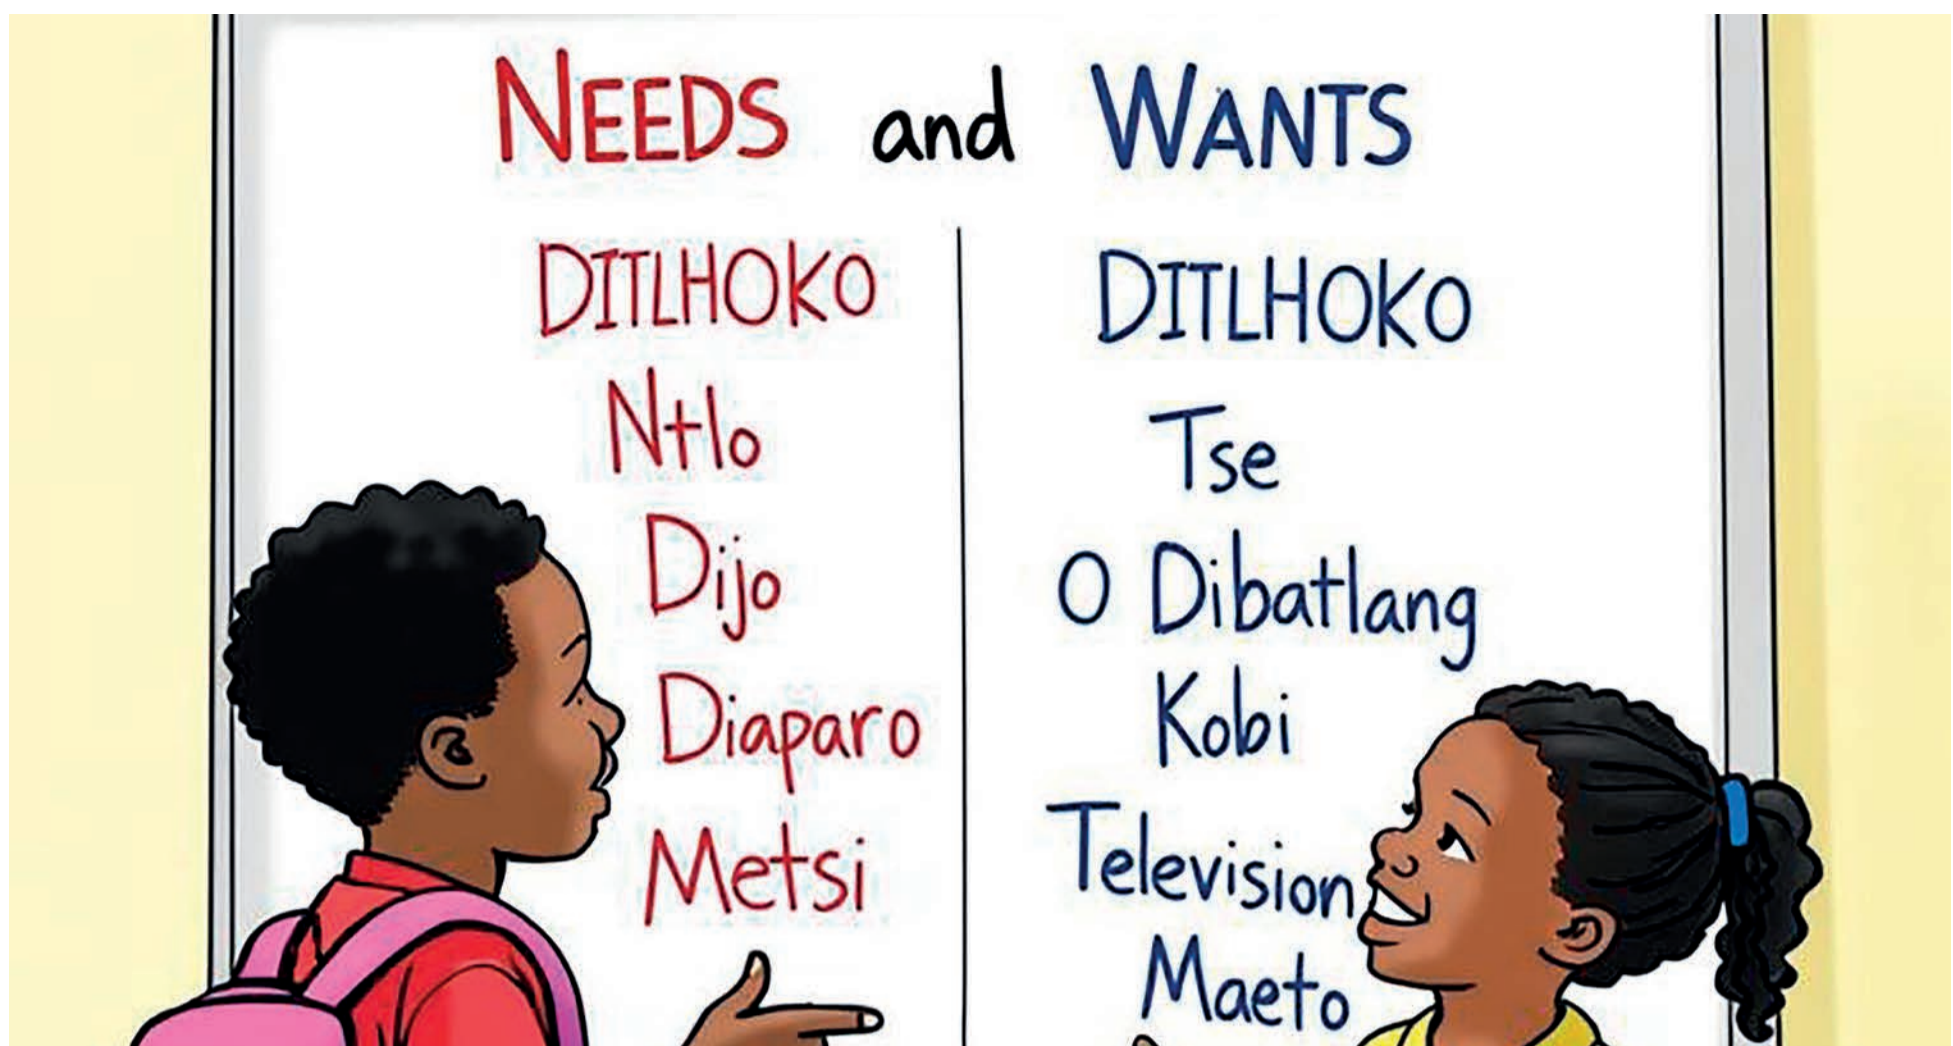 NEEDS and WANTS
DITLHOKO
Ntlo
Dijo
Diaparo
Metsi
DITLHOKO
Tse
O Dibatlang
Kobi
Television
Maeto